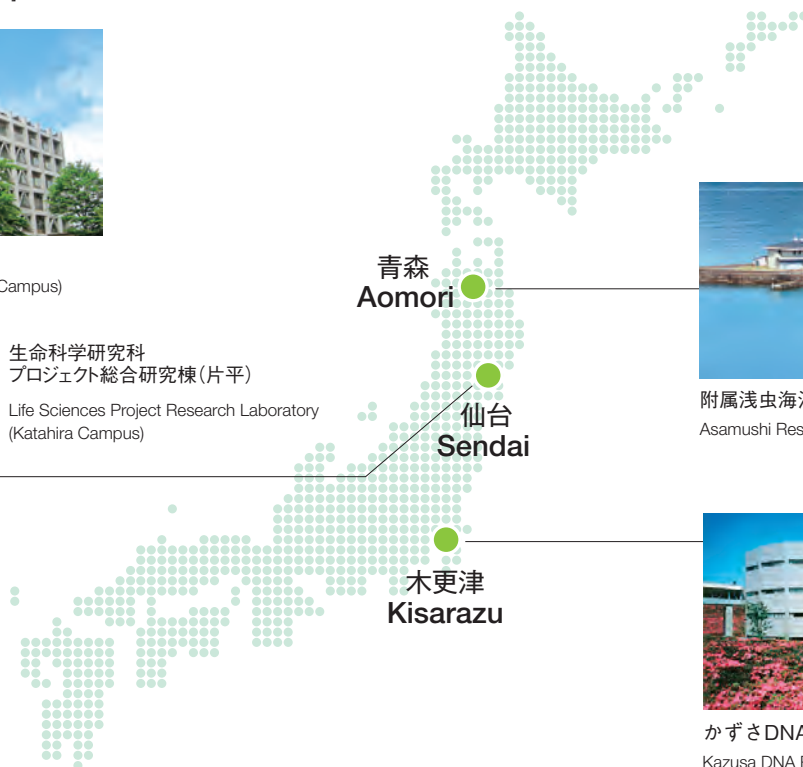 Campus)
生命科学研究科
プロジェクト総合研究棟(片平)
Life Sciences Project Research Laboratory
(Katahira Campus)
青森
Aomori
仙台
Sendai
木更津
Kisarazu
附属浅虫海
Asamushi Res
かずさDNA
Kazusa DNA